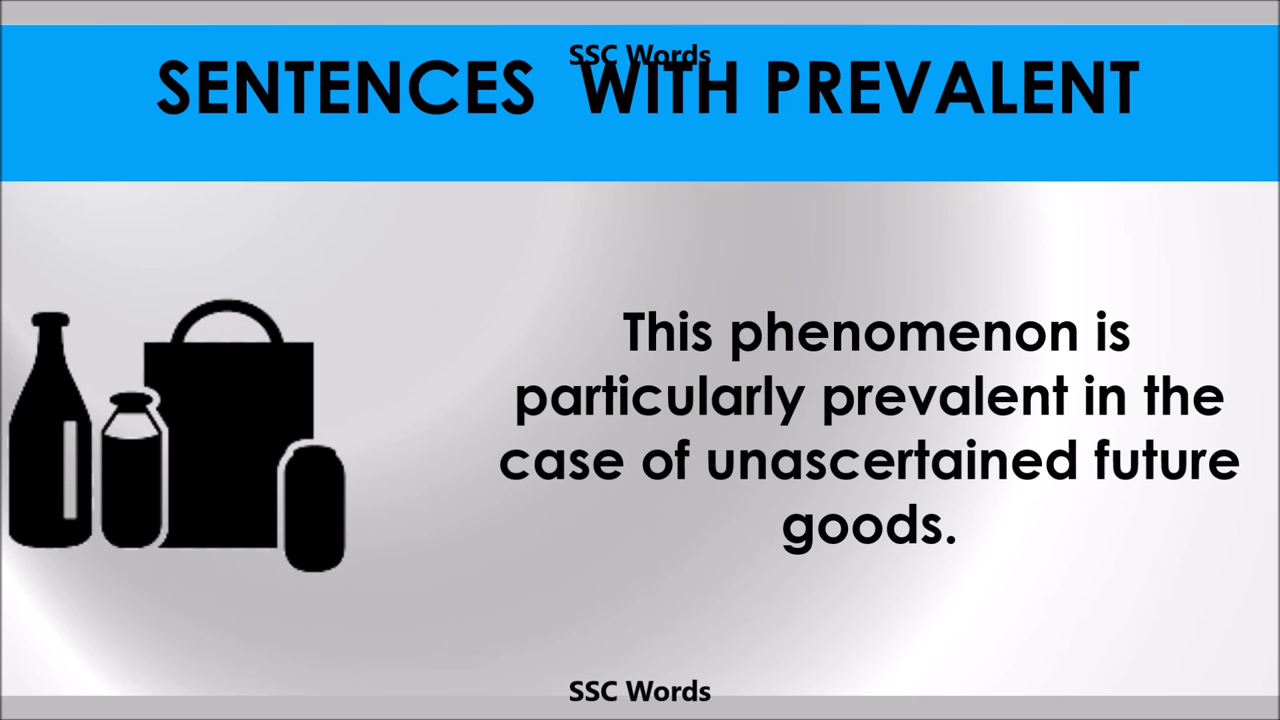 SSC Words
SENTENCES WITH PREVALENT
This phenomenon is
particularly prevalent in the
case of unascertained future
goods.
SSC Words